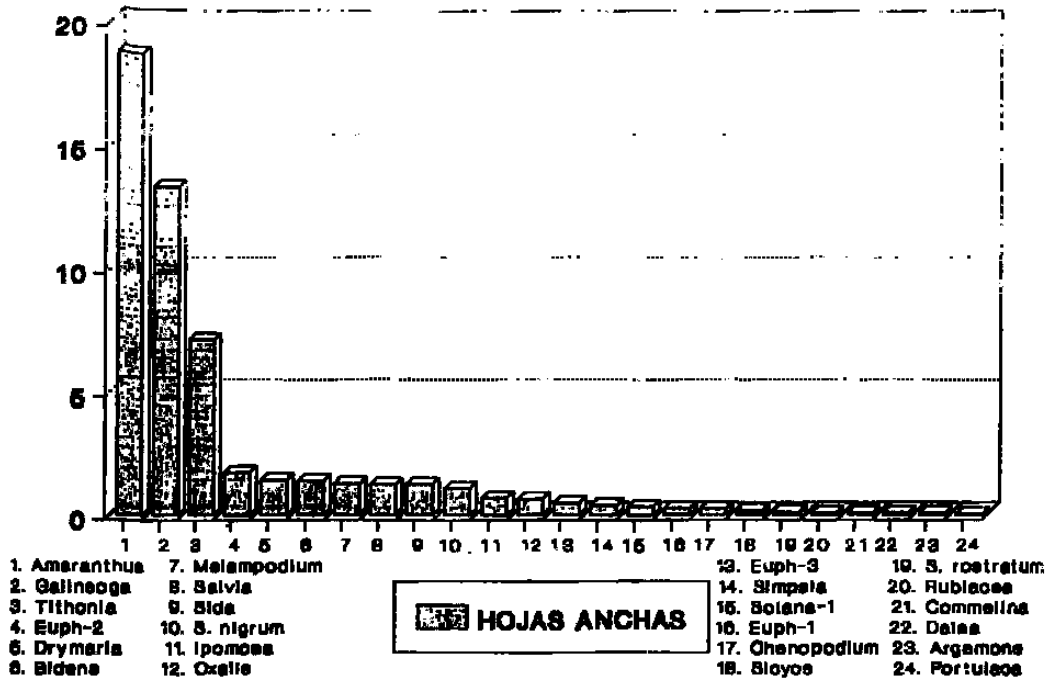 20
15
10
5
0
1 2 3 4 5 6 7 8 9 10 11 12 13 14 15 16 17 18 19 20 21 22 23 24
1. Amaranthus
2. Galinsoga
3. Tithonia
4. Euph-2
5. Drymaria
6. Bidens
7. Melampodium
8. Salvia
9. Sida
10. S. nigrum
11. Ipomoea
12. Oxalis
HOJAS ANCHAS
13. Euph-3
14. Simpsia
15. Solana-1
16. Euph-1
17. Chenopodium
18. Sicyos
19. S. rostratum
20. Rubiacea
21. Commelina
22. Dalea
23. Argemone
24. Portulaca